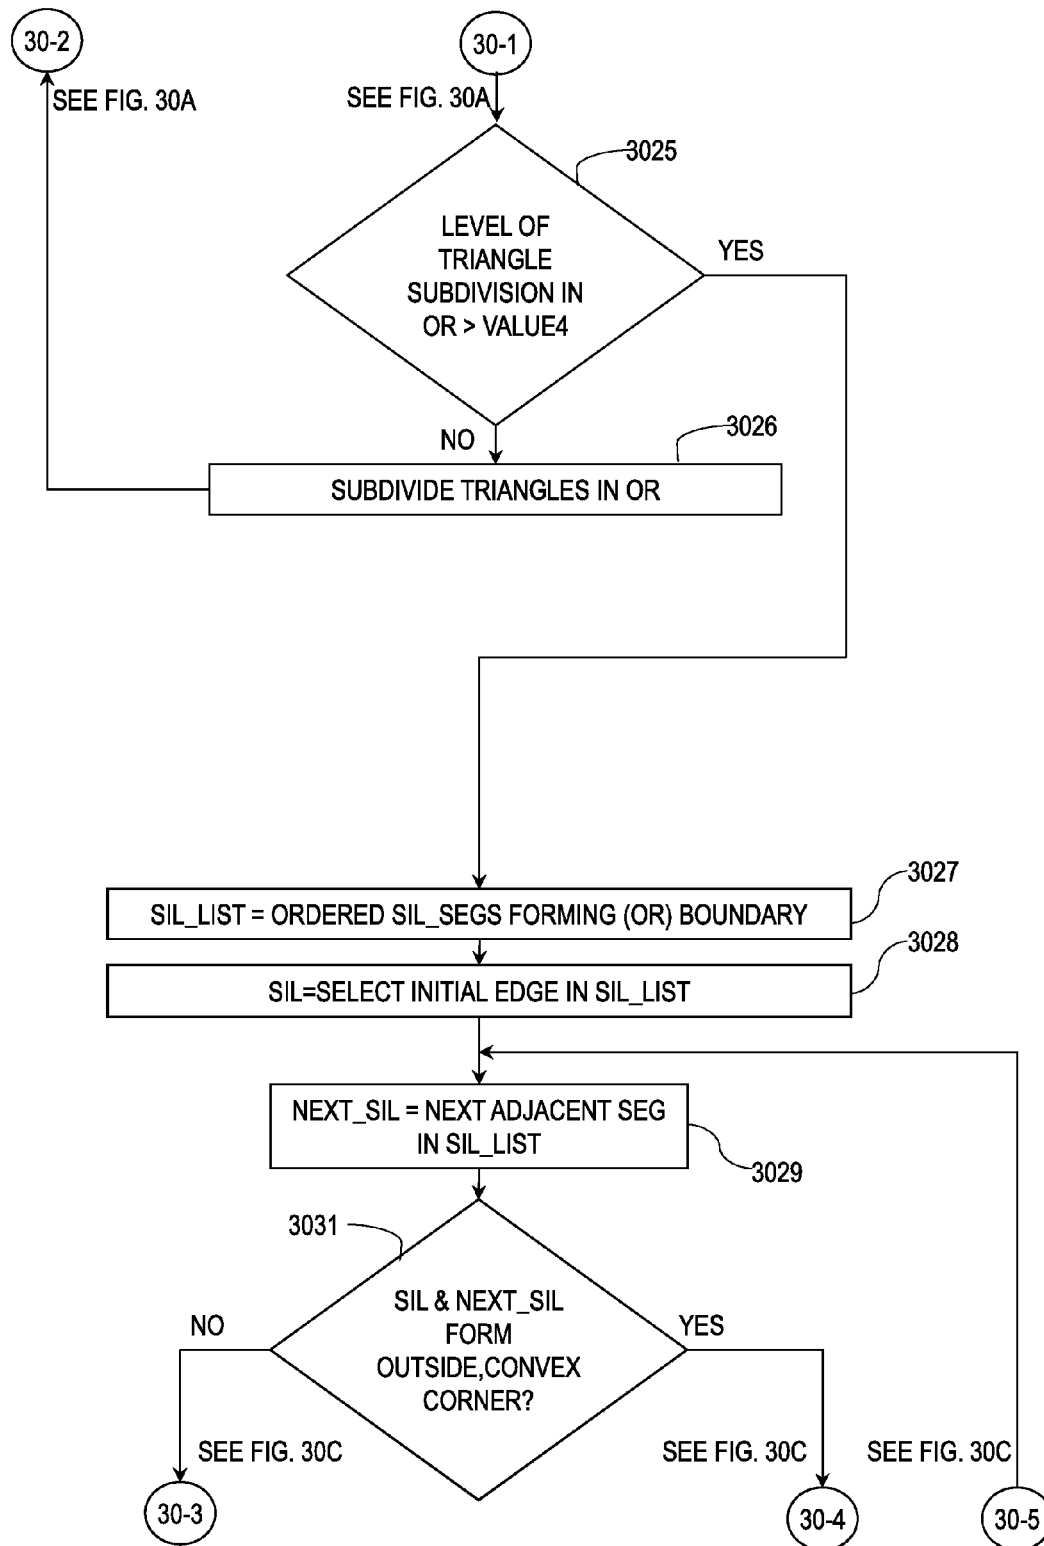 30-2
30-1
SEE FIG. 30A
SEE FIG. 30A
3025
LEVEL OF
TRIANGLE
SUBDIVISION IN
OR > VALUE4
YES
NO
3026
SUBDIVIDE TRIANGLES IN OR
3027
SIL_LIST = ORDERED SIL_SEGS FORMING (OR) BOUNDARY
3028
SIL=SELECT INITIAL EDGE IN SIL_LIST
NEXT_SIL = NEXT ADJACENT SEG
IN SIL_LIST
3029
3031
SIL & NEXT_SIL
FORM
OUTSIDE,CONVEX
CORNER?
NO
YES
SEE FIG. 30C
SEE FIG. 30C
SEE FIG. 30C
30-3
30-4
30-5